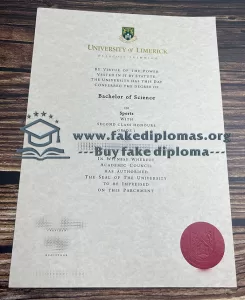 UNIVERSITY OF LIMERICK
BY VIRTUE OF THE POWER
VESTED IN IT BY STATUTE,
THE UNIVERSITY HAS THIS DAY
CONFERRED THE DEGREE OF
Bachelor of Science
IN
Sports
WITH
SECOND CLASS HONOURS
www.fakediplomas.org
---Buy fake diploma---
IN WITNESS WHEREOF
ACADEMIC COUNCIL
HAS AUTHORISED
THE SEAL OF THE UNIVERSITY
TO BE IMPRESSED
ON THIS PARCHMENT